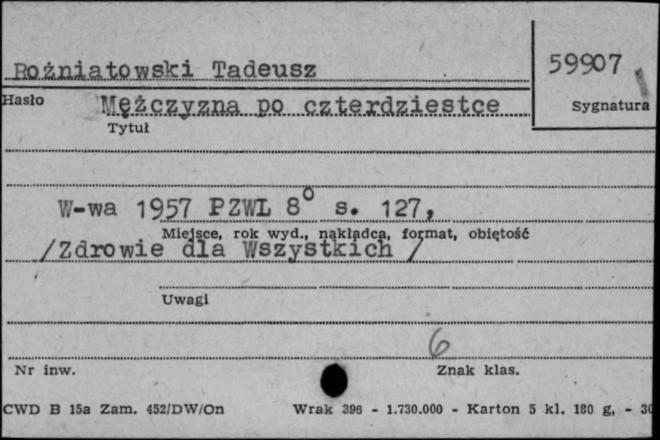 Rożniatowski Tadeusz
59907
Hasło
Mężczyzna po czterdziestce
Sygnatura
Tytuł
W-wa 1957 PZWL 8° s. 127,
Miejsce, rok wyd., nakładca, format, objętość
/Zdrowie dla Wszystkich /
Uwagi
6
Nr inw.
Znak klas.
CWD B 15a Zam. 452/DW/On
Wrak 396 - 1.730.000 - Karton 5 kl. 180 g, - 30